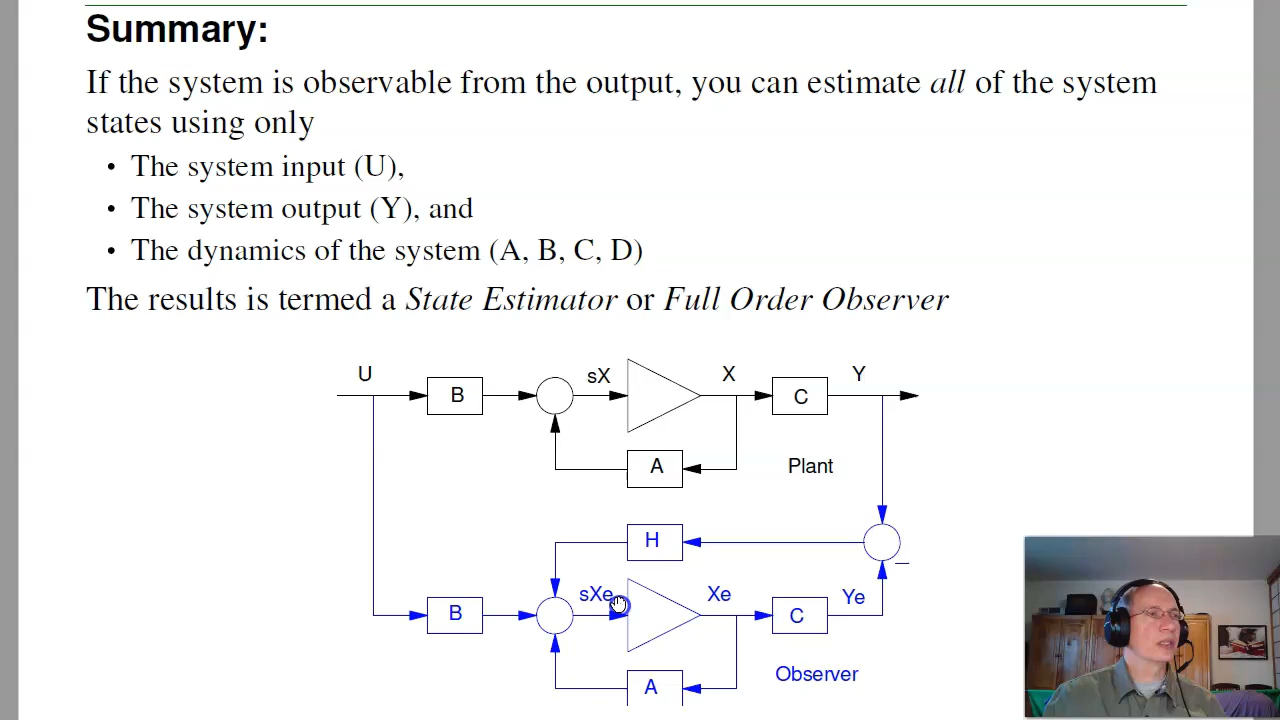 Summary:
If the system is observable from the output, you can estimate all of the system
states using only
• The system input (U),
• The system output (Y), and
• The dynamics of the system (A, B, C, D)
The results is termed a State Estimator or Full Order Observer
U
B
sX
X
C
Y
A
Plant
H
B
sXe
Xe
C
Ye
–
A
Observer